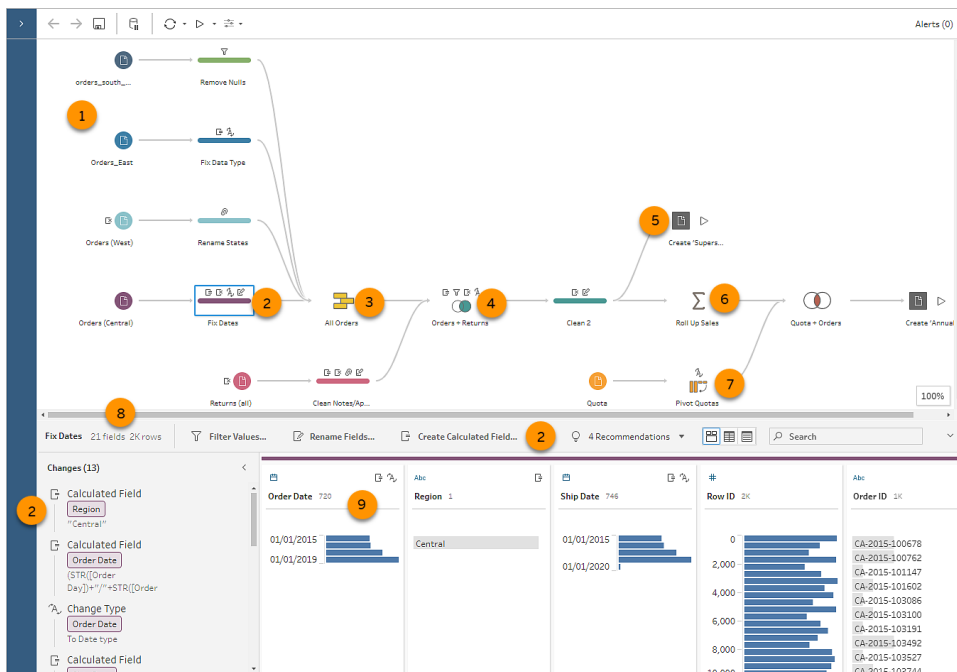 Alerts (0)
orders_south_...
Remove Nulls
1
Orders_East
Fix Data Type
Orders (West)
Rename States
5
Create 'Supers...
Orders (Central)
Fix Dates
2
All Orders
3
Orders + Returns
4
Clean 2
Roll Up Sales
6
Quota + Orders
Create 'Annual
Returns (all)
Clean Notes/Ap...
Quota
Pivot Quotas
7
100%
8
Fix Dates 21 fields 2K rows
Filter Values...
Rename Fields...
Create Calculated Field...
2
4 Recommendations
Search
Changes (13)
2
Calculated Field
Region
"Central"
Calculated Field
Order Date
(STR([Order
Day])+"/"+STR([Order
Change Type
Order Date
To Date type
Calculated Field
Order Date 720
9
01/01/2015
01/01/2019
Abc
Region 1
Central
Ship Date 746
01/01/2015
01/01/2020
#
Row ID 2K
0
2,000
4,000
6,000
8,000
10,000
Abc
Order ID 1K
CA-2015-100678
CA-2015-100762
CA-2015-101147
CA-2015-101602
CA-2015-103086
CA-2015-103100
CA-2015-103191
CA-2015-103492
CA-2015-103527
CA-2015-103744